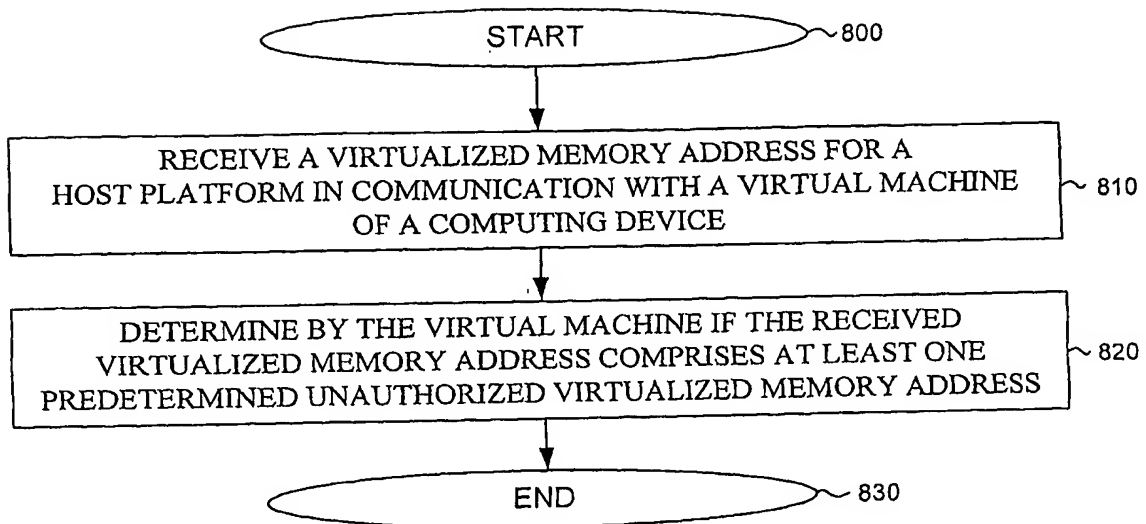 START
800
RECEIVE A VIRTUALIZED MEMORY ADDRESS FOR A
HOST PLATFORM IN COMMUNICATION WITH A VIRTUAL MACHINE
OF A COMPUTING DEVICE
810
DETERMINE BY THE VIRTUAL MACHINE IF THE RECEIVED
VIRTUALIZED MEMORY ADDRESS COMPRISES AT LEAST ONE
PREDETERMINED UNAUTHORIZED VIRTUALIZED MEMORY ADDRESS
820
END
830